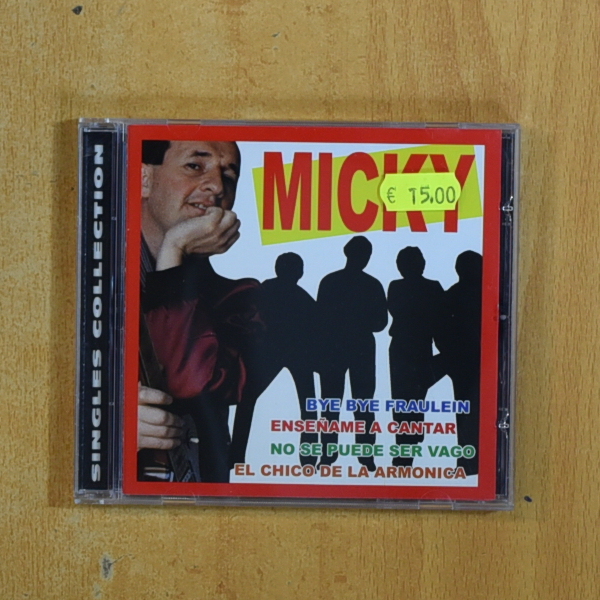 SINGLES COLLECTION
MICKY
€ 15.00
BYE BYE FRAULEIN
ENSEÑAME A CANTAR
NO SE PUEDE SER VAGO
EL CHICO DE LA ARMONICA